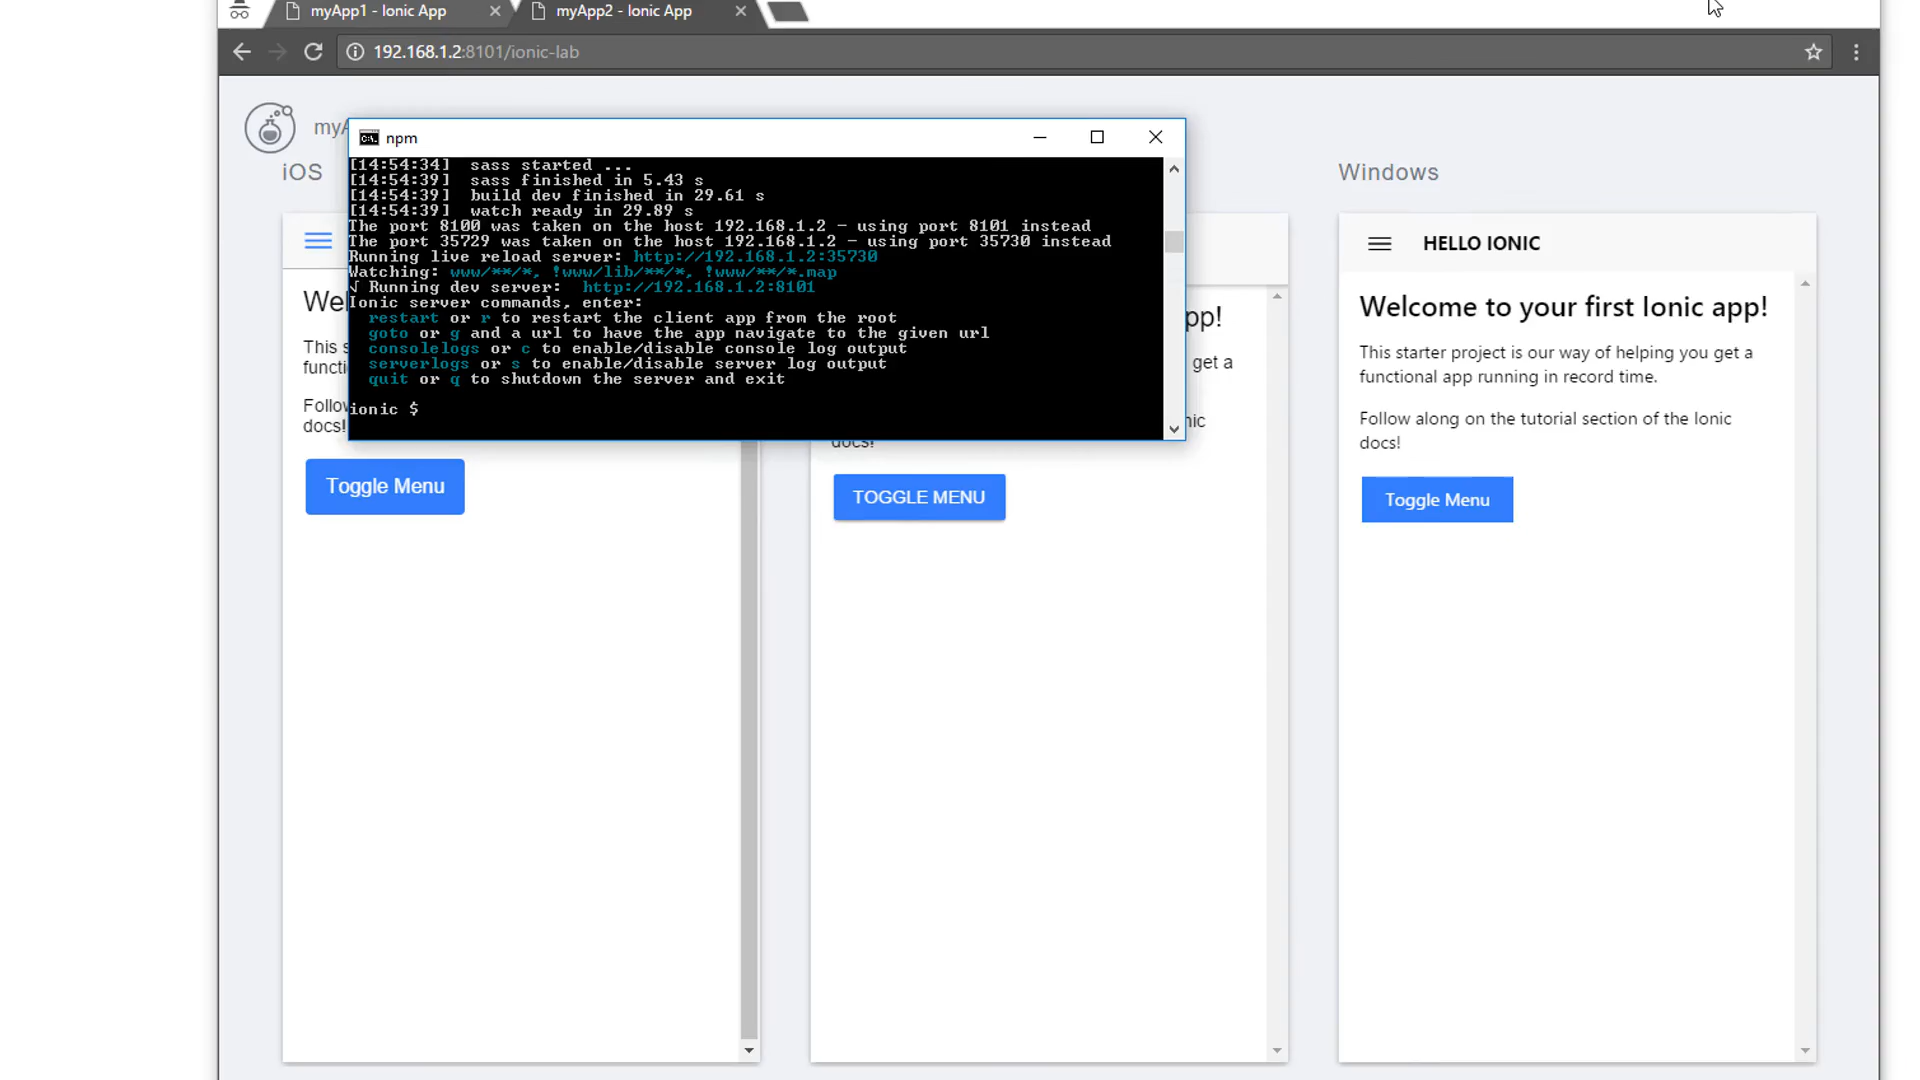 myApp1 - Ionic App
myApp2 - Ionic App
192.168.1.2:8101/ionic-lab
npm
iOS
Windows
[14:54:34]  sass started ...
[14:54:39]  sass finished in 5.43 s
[14:54:39]  build dev finished in 29.61 s
[14:54:39]  watch ready in 29.89 s
The port 8100 was taken on the host 192.168.1.2 - using port 8101 instead
The port 35729 was taken on the host 192.168.1.2 - using port 35730 instead
Running live reload server: http://192.168.1.2:35730
Watching: www/**/*, !www/lib/**/*, !www/**/*.map
√ Running dev server:  http://192.168.1.2:8101
Ionic server commands, enter:
restart or r to restart the client app from the root
goto or g and a url to have the app navigate to the given url
consolelogs or c to enable/disable console log output
serverlogs or s to enable/disable server log output
quit or q to shutdown the server and exit
ionic $
This
docs!
Toggle Menu
get a
docs!
TOGGLE MENU
HELLO IONIC
Welcome to your first Ionic app!
This starter project is our way of helping you get a
functional app running in record time.
Follow along on the tutorial section of the Ionic
docs!
Toggle Menu